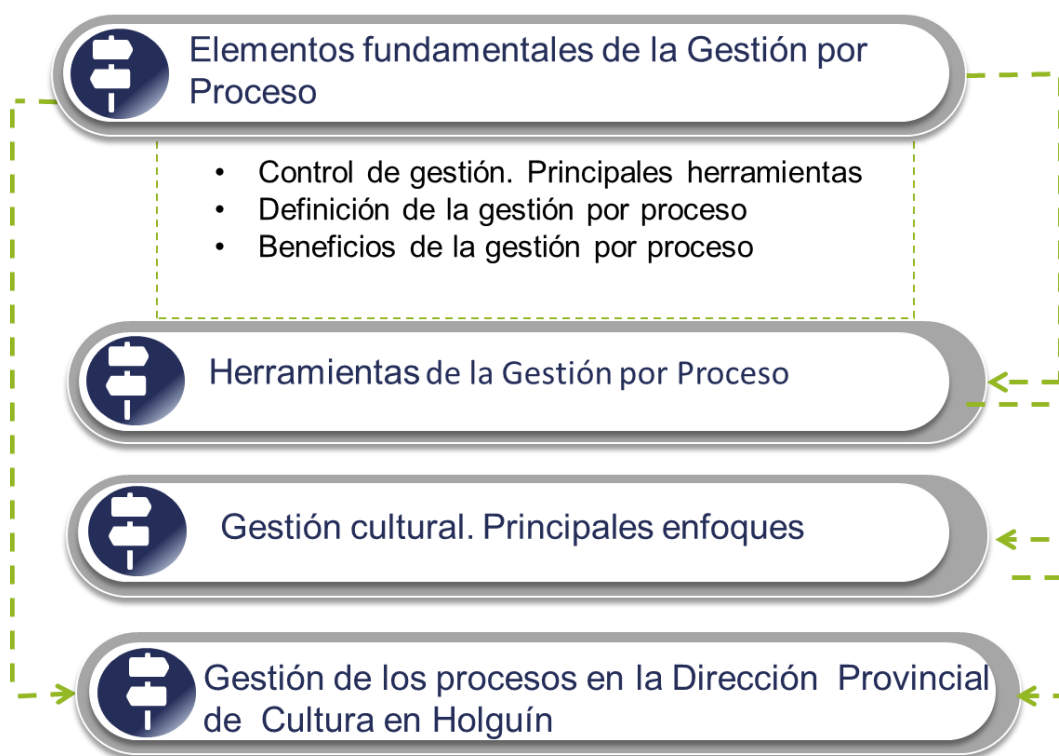 Elementos fundamentales de la Gestión por
Proceso
• Control de gestión. Principales herramientas
• Definición de la gestión por proceso
• Beneficios de la gestión por proceso
Herramientas de la Gestión por Proceso
Gestión cultural. Principales enfoques
Gestión de los procesos en la Dirección Provincial
de Cultura en Holguín